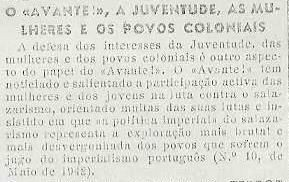 O «AVANTE!», A JUVENTUDE, AS MU-
LHERES E OS POVOS COLONIAIS
A defesa dos interesses da Juventude, das
mulheres e dos povos coloniais é outro aspec-
to do papel do «Avante!». O «Avante!» tem
noticiado e salientado a participação activa das
mulheres e dos jovens na luta contra o sala-
zarismo, orientado muitas das suas lutas e in-
sistido em que «a política imperial do salaza-
rismo representa a exploração mais brutal e
mais desvergonhada dos povos que sofrem o
jugo do imperialismo português (N.º 10, de
Maio de 1942).